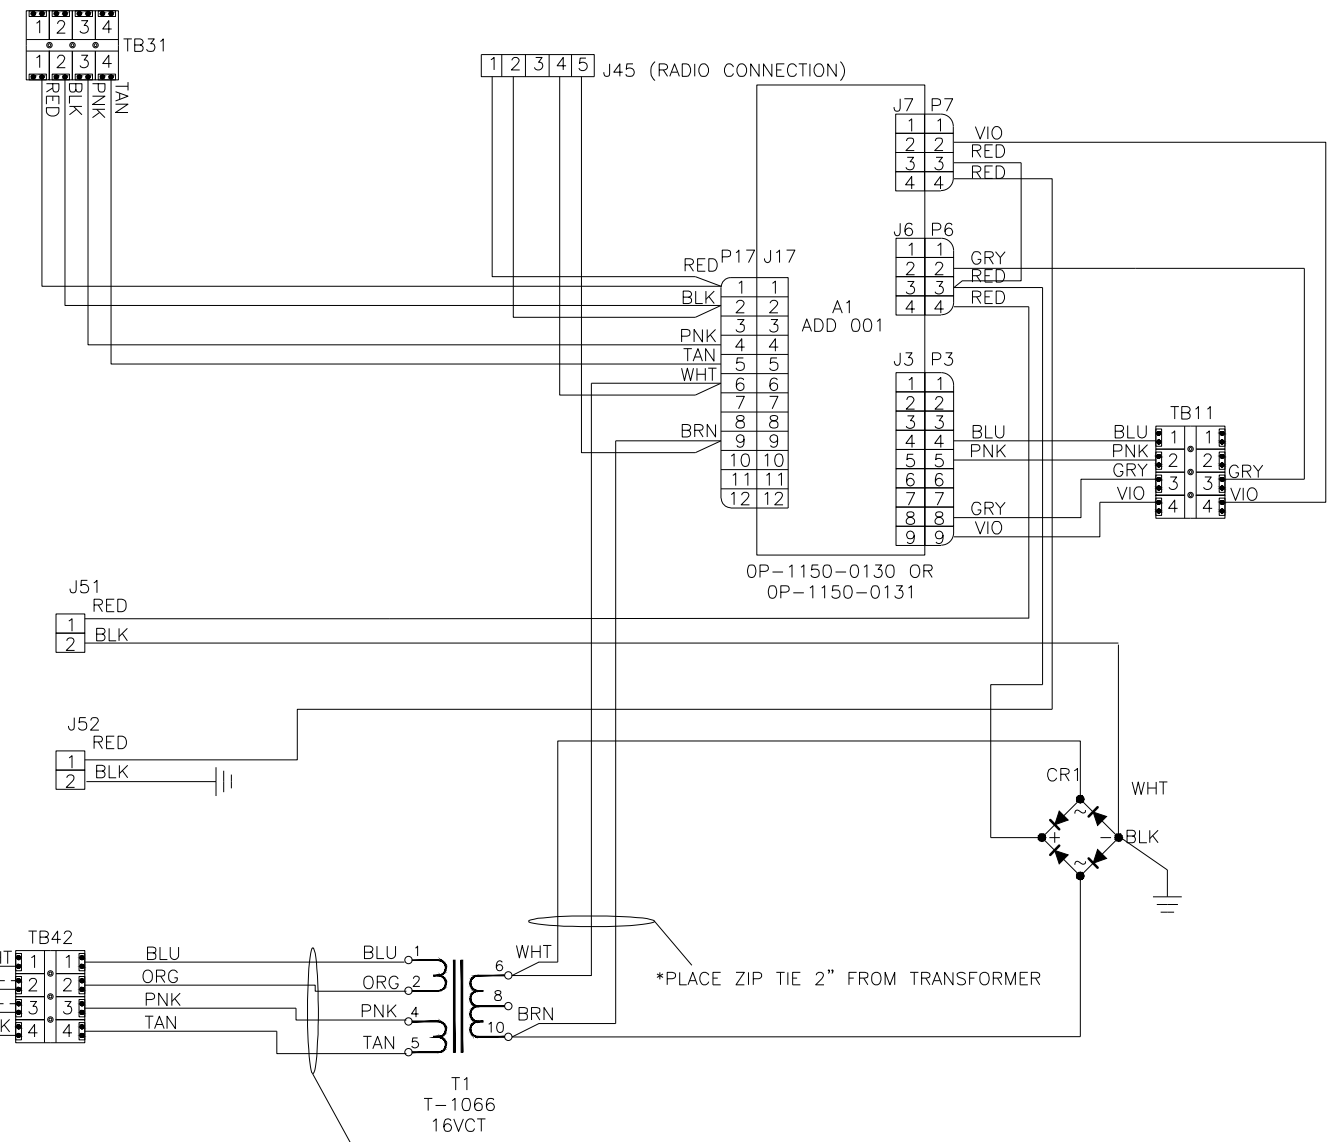 1 2 3 4
TB31
1 2 3 4
RED
BLK
PNK
TAN
1 2 3 4 5
J45 (RADIO CONNECTION)
J7 P7
1 1
2 2
3 3
4 4
VIO
RED
RED
J6 P6
1 1
2 2
3 3
4 4
GRY
RED
RED
P17 J17
RED
BLK
PNK
TAN
WHT
BRN
1 1
2 2
3 3
4 4
5 5
6 6
7 7
8 8
9 9
10 10
11 11
12 12
A1
ADD 001
J3 P3
1 1
2 2
3 3
4 4
5 5
6 6
7 7
8 8
9 9
BLU
PNK
GRY
VIO
TB11
BLU
PNK
GRY
VIO
1 1
2 2
3 3
4 4
GRY
VIO
0P-1150-0130 OR
0P-1150-0131
J51
RED
1
2
BLK
J52
RED
1
2
BLK
CR1
WHT
~
+ -
~
BLK
TB42
K
1 1
2 2
3 3
4 4
BLU
ORG
PNK
TAN
BLU 1
ORG 2
PNK 4
TAN 5
6
8
10
WHT
BRN
*PLACE ZIP TIE 2” FROM TRANSFORMER
T1
T-1066
16VCT